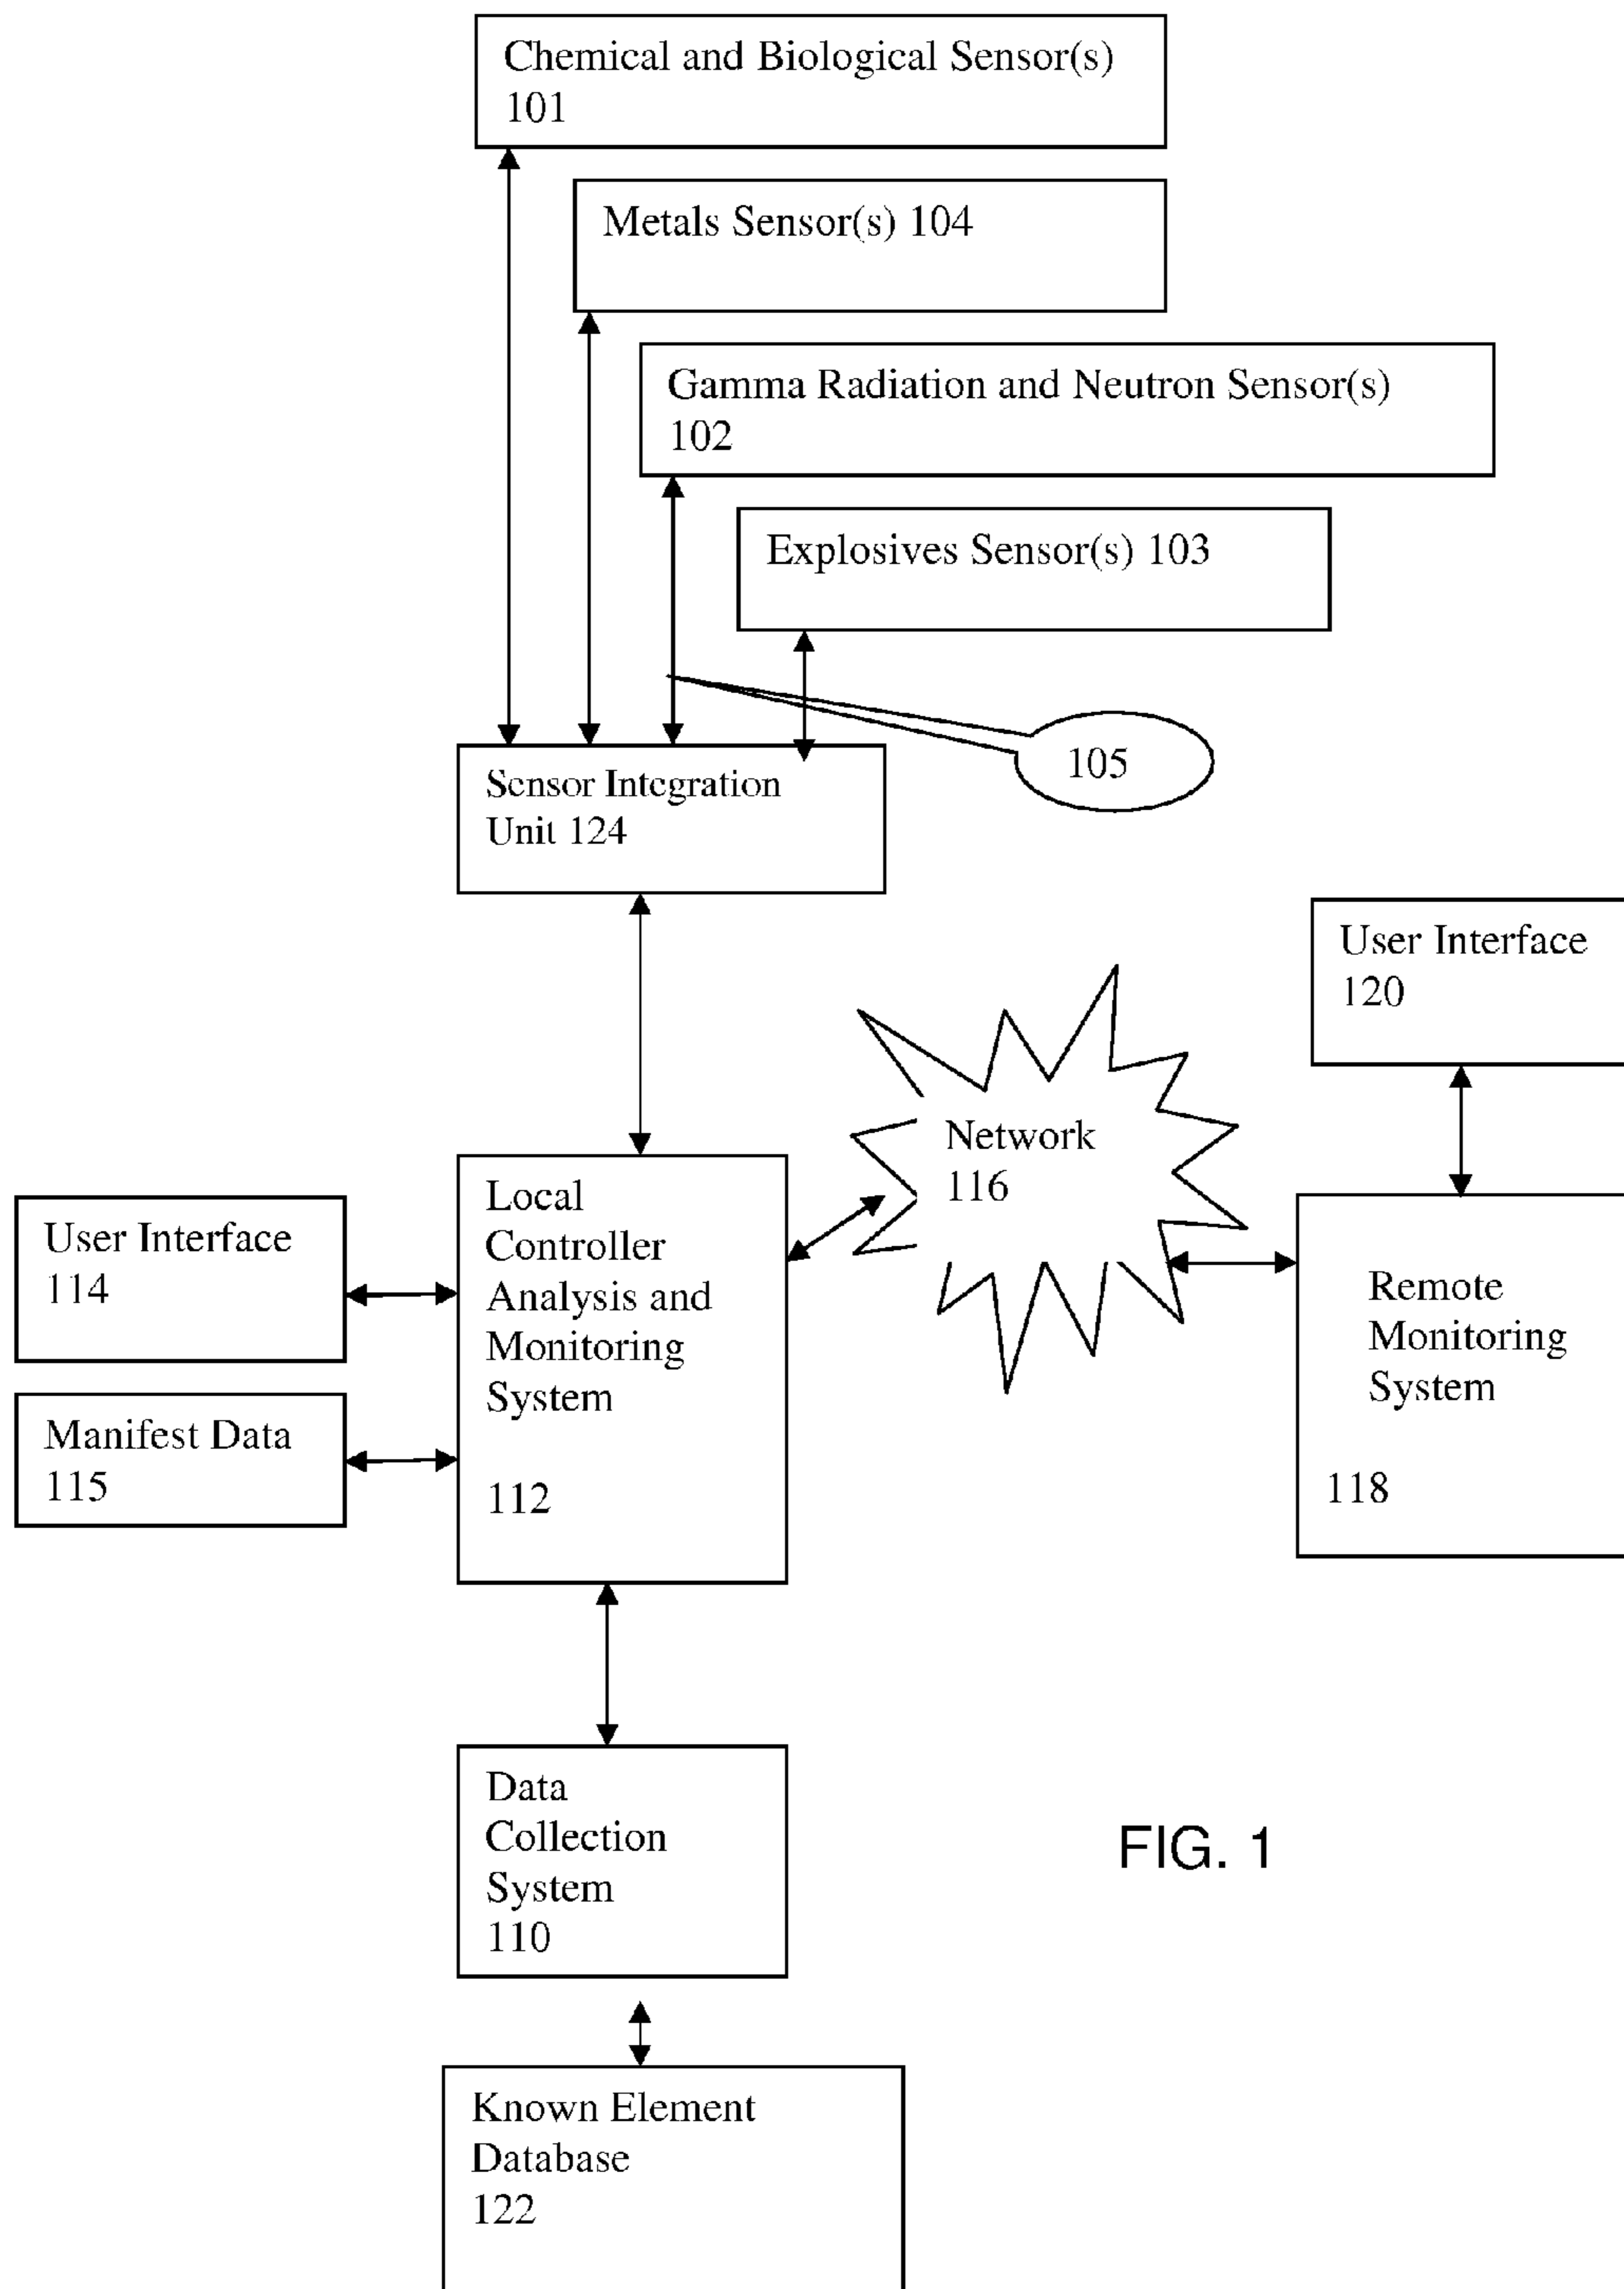 Chemical and Biological Sensor(s)
101
Metals Sensor(s) 104
Gamma Radiation and Neutron Sensor(s)
102
Explosives Sensor(s) 103
105
Sensor Integration
Unit 124
User Interface
120
Network
116
Local
Controller
Analysis and
Monitoring
System
112
User Interface
114
Manifest Data
115
Remote
Monitoring
System
118
Data
Collection
System
110
FIG. 1
Known Element
Database
122